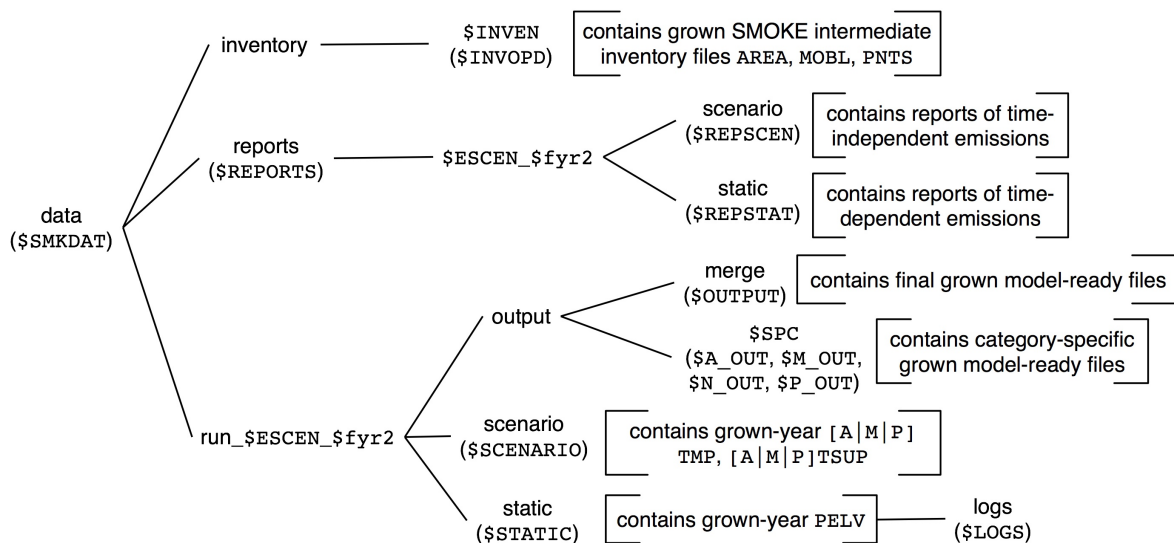 data
($SMKDAT)
inventory
$INVEN
($INVOPD)
contains grown SMOKE intermediate
inventory files AREA, MOBL, PNTS
reports
($REPORTS)
$ESCEN_$fyr2
scenario
($REPSCEN)
contains reports of time-
independent emissions
static
($REPSTAT)
contains reports of time-
dependent emissions
run_$ESCEN_$fyr2
output
merge
($OUTPUT)
contains final grown model-ready files
$SPC
($A_OUT, $M_OUT,
$N_OUT, $P_OUT)
contains category-specific
grown model-ready files
scenario
($SCENARIO)
contains grown-year [A|M|P]
TMP, [A|M|P]TSUP
static
($STATIC)
contains grown-year PELV
logs
($LOGS)